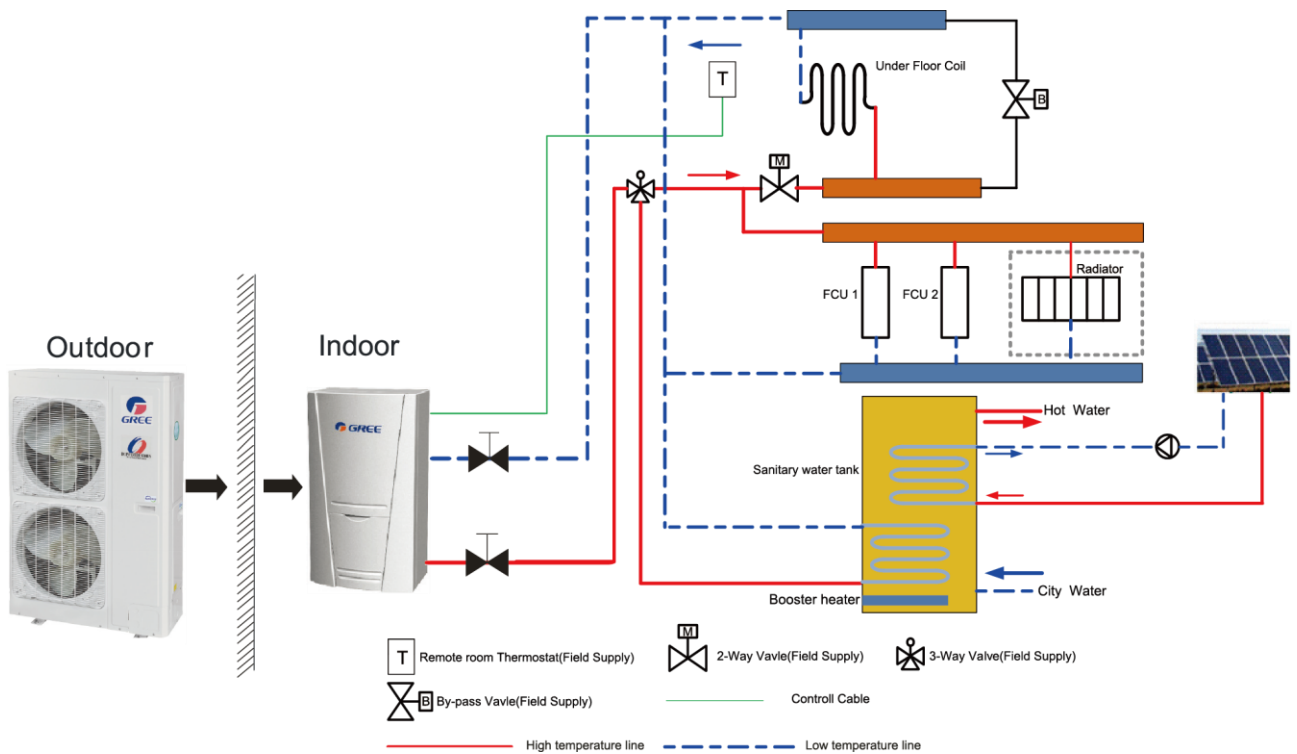 Under Floor Coil
T
B
M
Radiator
FCU 1
FCU 2
Outdoor
Indoor
GREE
GREE
Hot Water
Sanitary water tank
Booster heater
City Water
T
Remote room Thermostat(Field Supply)
M
2-Way Vavle(Field Supply)
3-Way Valve(Field Supply)
B
By-pass Vavle(Field Supply)
Controll Cable
High temperature line
Low temperature line